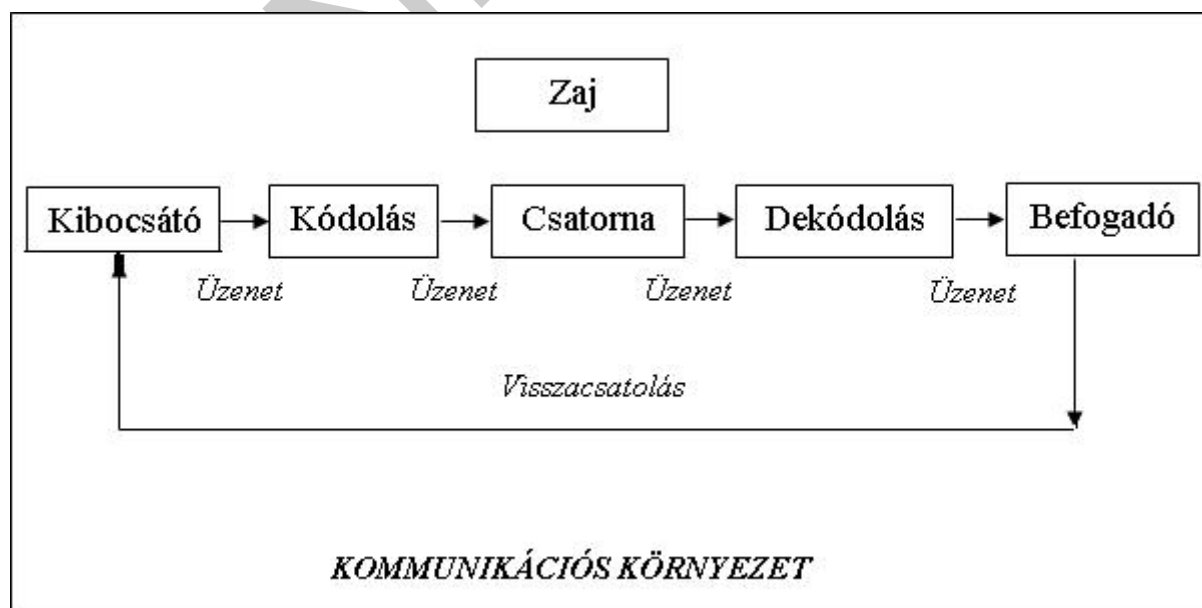 Zaj
Kibocsátó Kódolás Csatorna Dekódolás Befogadó
Üzenet Üzenet Üzenet Üzenet
Visszacsatolás
KOMMUNIKÁCIÓS KÖRNYEZET